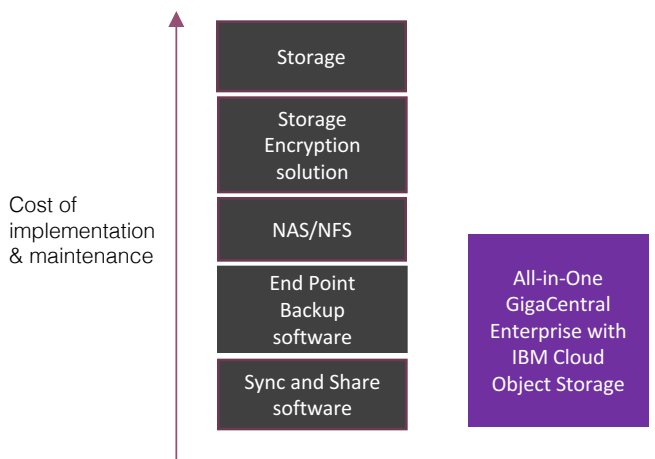 Storage
Storage
Encryption
solution
Cost of
implementation
& maintenance
NAS/NFS
End Point
Backup
software
Sync and Share
software
All-in-One
GigaCentral
Enterprise with
IBM Cloud
Object Storage